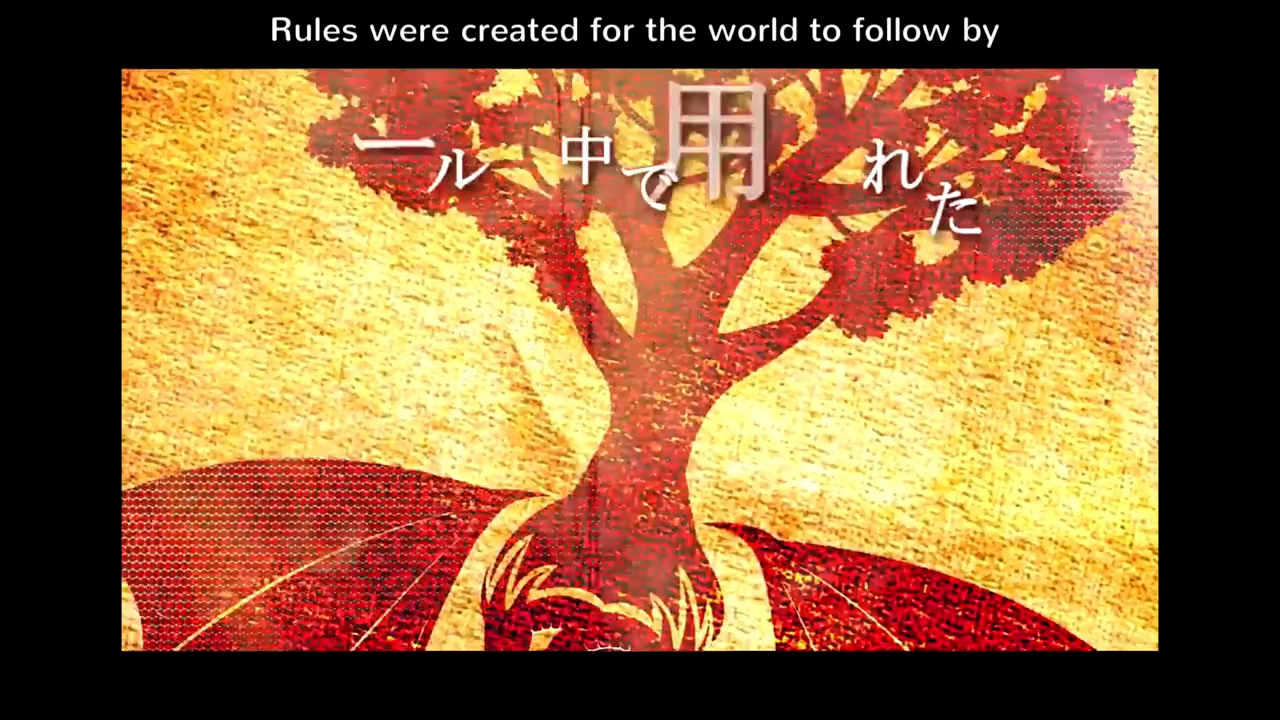 Rules were created for the world to follow by
ール 中で用 れた